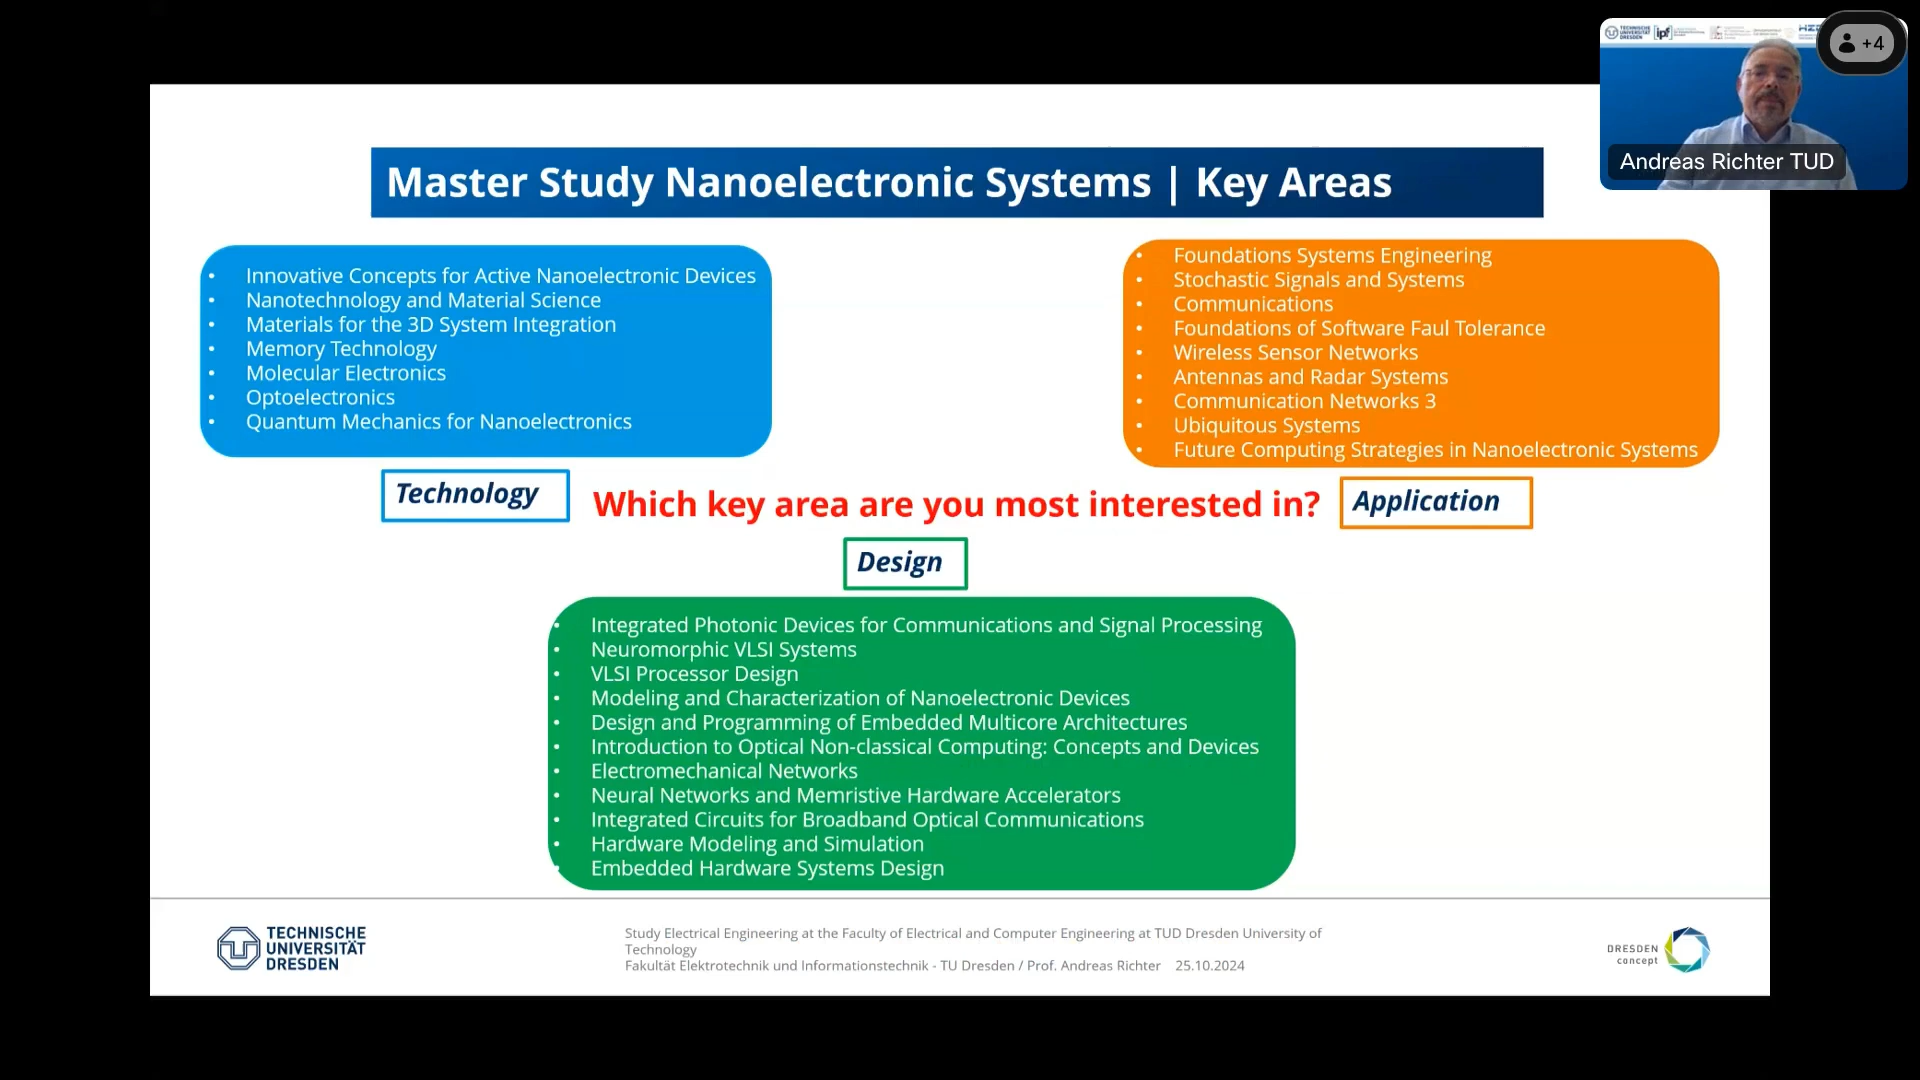 TECHNISCHE
UNIVERSITÄT
DRESDEN
ipf
HZDR
+4
Andreas Richter TUD
Master Study Nanoelectronic Systems | Key Areas
• Innovative Concepts for Active Nanoelectronic Devices
• Nanotechnology and Material Science
• Materials for the 3D System Integration
• Memory Technology
• Molecular Electronics
• Optoelectronics
• Quantum Mechanics for Nanoelectronics
• Foundations Systems Engineering
• Stochastic Signals and Systems
• Communications
• Foundations of Software Faul Tolerance
• Wireless Sensor Networks
• Antennas and Radar Systems
• Communication Networks 3
• Ubiquitous Systems
• Future Computing Strategies in Nanoelectronic Systems
Technology
Which key area are you most interested in?
Application
Design
• Integrated Photonic Devices for Communications and Signal Processing
• Neuromorphic VLSI Systems
• VLSI Processor Design
• Modeling and Characterization of Nanoelectronic Devices
• Design and Programming of Embedded Multicore Architectures
• Introduction to Optical Non-classical Computing: Concepts and Devices
• Electromechanical Networks
• Neural Networks and Memristive Hardware Accelerators
• Integrated Circuits for Broadband Optical Communications
• Hardware Modeling and Simulation
• Embedded Hardware Systems Design
TECHNISCHE
UNIVERSITÄT
DRESDEN
Study Electrical Engineering at the Faculty of Electrical and Computer Engineering at TUD Dresden University of
Technology
Fakultät Elektrotechnik und Informationstechnik - TU Dresden / Prof. Andreas Richter 25.10.2024
DRESDEN
concept